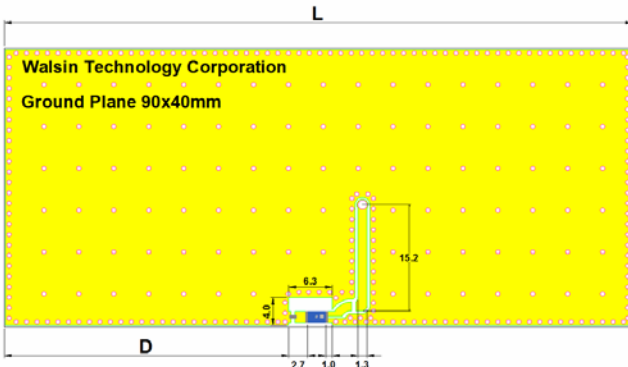 L
Walsin Technology Corporation
Ground Plane 90x40mm
15.2
6.3
4.0
D
2.7 1.0 1.3